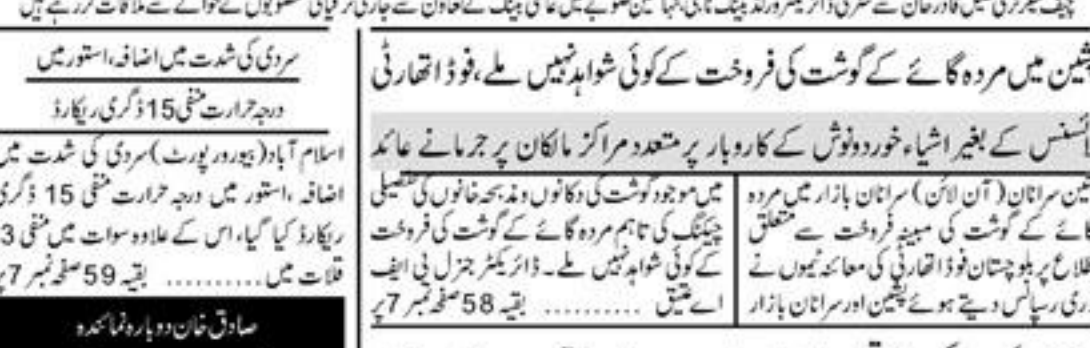 پشین میں مردہ گائے کے گوشت کی فروخت کے کوئی شواہد نہیں ملے،فوڈ اتھارٹی
لائسنس کے بغیر اشیاء خوردونوش کے کاروبار پر متعدد مراکز مالکان پر جرمانے عائد
سرانان(آن لائن)سرانان بازار میں مردہ
گائے کے گوشت کی مبینہ فروخت سے متعلق
اطلاع پر بلوچستان فوڈ اتھارٹی کی معائنہ ٹیموں نے
رسپانس دیتے ہوئے پشین اور سرانان بازار
میں موجود گوشت کی دکانوں و مذبحہ خانوں کی تفصیلی
چیکنگ کی تاہم مردہ گائے کے گوشت کی فروخت
کے کوئی شواہد نہیں ملے۔ڈائریکٹر جنرل بی ایف
اے .......... بقیہ 58 صفحہ نمبر 7 پر
سردی کی شدت میں اضافہ،استور میں
درجہ حرارت منفی 15 ڈگری ریکارڈ
اسلام آباد(بیورورپورٹ)سردی کی شدت میں
اضافہ ،استور میں درجہ حرارت منفی 15 ڈگری
ریکارڈ کیا گیا،اس کے علاوہ سوات میں منفی 3
قلات میں .......... بقیہ 59 صفحہ نمبر 7 پر
صادق خان دوبارہ نمائندہ